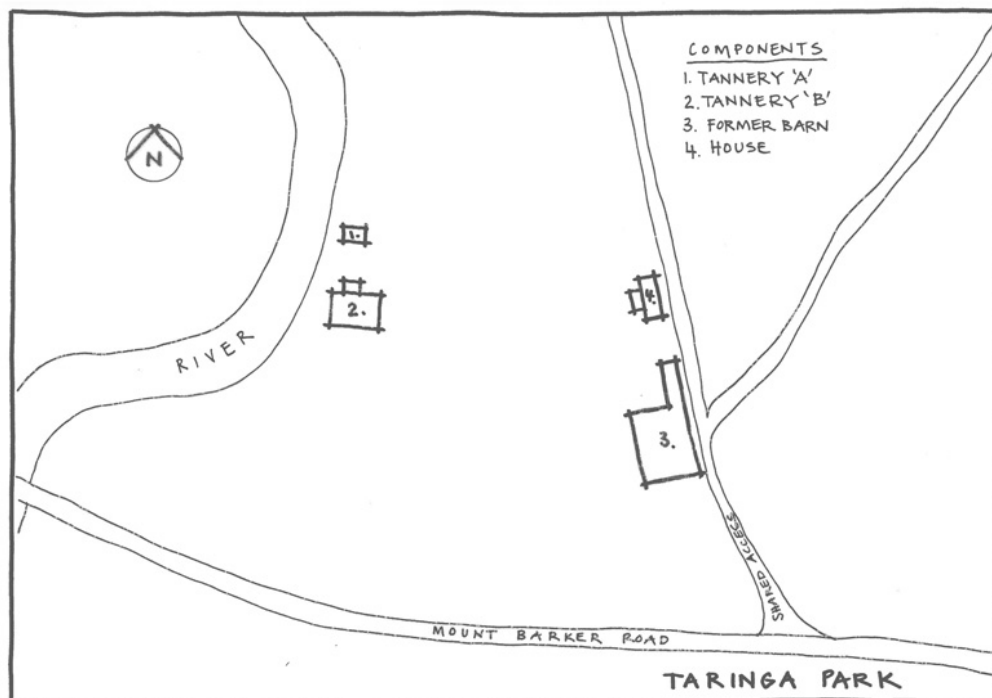 COMPONENTS
1. TANNERY 'A'
2. TANNERY 'B'
3. FORMER BARN
4. HOUSE
N
1.
4.
2.
RIVER
3.
SHARED ACCESS
MOUNT BARKER ROAD
TARINGA PARK